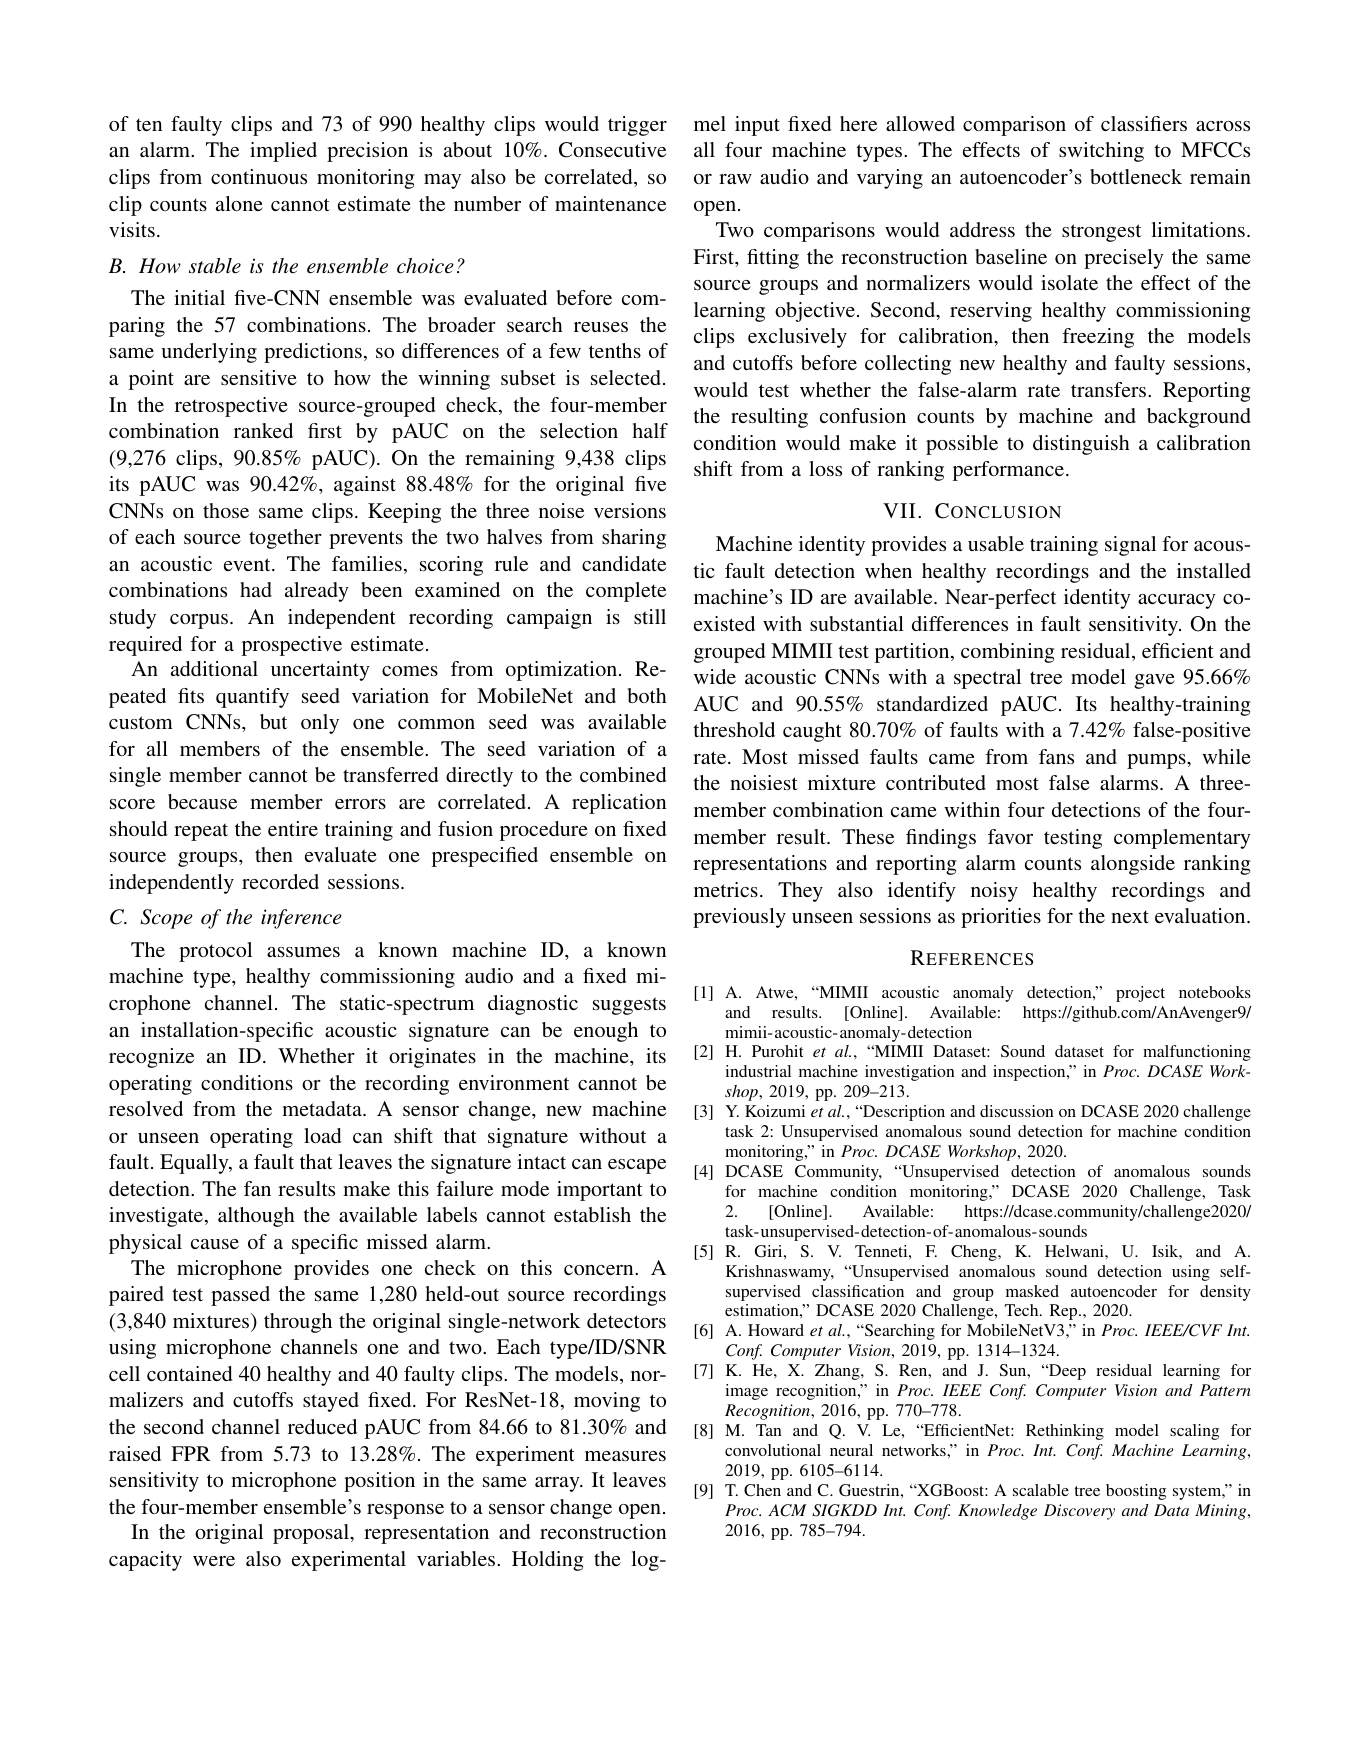 of ten faulty clips and 73 of 990 healthy clips would trigger
an alarm. The implied precision is about 10%. Consecutive
clips from continuous monitoring may also be correlated, so
clip counts alone cannot estimate the number of maintenance
visits.
B. How stable is the ensemble choice?
The initial five-CNN ensemble was evaluated before com-
paring the 57 combinations. The broader search reuses the
same underlying predictions, so differences of a few tenths of
a point are sensitive to how the winning subset is selected.
In the retrospective source-grouped check, the four-member
combination ranked first by pAUC on the selection half
(9,276 clips, 90.85% pAUC). On the remaining 9,438 clips
its pAUC was 90.42%, against 88.48% for the original five
CNNs on those same clips. Keeping the three noise versions
of each source together prevents the two halves from sharing
an acoustic event. The families, scoring rule and candidate
combinations had already been examined on the complete
study corpus. An independent recording campaign is still
required for a prospective estimate.
An additional uncertainty comes from optimization. Re-
peated fits quantify seed variation for MobileNet and both
custom CNNs, but only one common seed was available
for all members of the ensemble. The seed variation of a
single member cannot be transferred directly to the combined
score because member errors are correlated. A replication
should repeat the entire training and fusion procedure on fixed
source groups, then evaluate one prespecified ensemble on
independently recorded sessions.
C. Scope of the inference
The protocol assumes a known machine ID, a known
machine type, healthy commissioning audio and a fixed mi-
crophone channel. The static-spectrum diagnostic suggests
an installation-specific acoustic signature can be enough to
recognize an ID. Whether it originates in the machine, its
operating conditions or the recording environment cannot be
resolved from the metadata. A sensor change, new machine
or unseen operating load can shift that signature without a
fault. Equally, a fault that leaves the signature intact can escape
detection. The fan results make this failure mode important to
investigate, although the available labels cannot establish the
physical cause of a specific missed alarm.
The microphone provides one check on this concern. A
paired test passed the same 1,280 held-out source recordings
(3,840 mixtures) through the original single-network detectors
using microphone channels one and two. Each type/ID/SNR
cell contained 40 healthy and 40 faulty clips. The models, nor-
malizers and cutoffs stayed fixed. For ResNet-18, moving to
the second channel reduced pAUC from 84.66 to 81.30% and
raised FPR from 5.73 to 13.28%. The experiment measures
sensitivity to microphone position in the same array. It leaves
the four-member ensemble's response to a sensor change open.
In the original proposal, representation and reconstruction
capacity were also experimental variables. Holding the log-
mel input fixed here allowed comparison of classifiers across
all four machine types. The effects of switching to MFCCs
or raw audio and varying an autoencoder's bottleneck remain
open.
Two comparisons would address the strongest limitations.
First, fitting the reconstruction baseline on precisely the same
source groups and normalizers would isolate the effect of the
learning objective. Second, reserving healthy commissioning
clips exclusively for calibration, then freezing the models
and cutoffs before collecting new healthy and faulty sessions,
would test whether the false-alarm rate transfers. Reporting
the resulting confusion counts by machine and background
condition would make it possible to distinguish a calibration
shift from a loss of ranking performance.
VII. CONCLUSION
Machine identity provides a usable training signal for acous-
tic fault detection when healthy recordings and the installed
machine's ID are available. Near-perfect identity accuracy co-
existed with substantial differences in fault sensitivity. On the
grouped MIMII test partition, combining residual, efficient and
wide acoustic CNNs with a spectral tree model gave 95.66%
AUC and 90.55% standardized pAUC. Its healthy-training
threshold caught 80.70% of faults with a 7.42% false-positive
rate. Most missed faults came from fans and pumps, while
the noisiest mixture contributed most false alarms. A three-
member combination came within four detections of the four-
member result. These findings favor testing complementary
representations and reporting alarm counts alongside ranking
metrics. They also identify noisy healthy recordings and
previously unseen sessions as priorities for the next evaluation.
REFERENCES
[1] A. Atwe, “MIMII acoustic anomaly detection,” project notebooks
and results. [Online]. Available: https://github.com/AnAvenger9/
mimii-acoustic-anomaly-detection
[2] H. Purohit et al., “MIMII Dataset: Sound dataset for malfunctioning
industrial machine investigation and inspection,” in Proc. DCASE Work-
shop, 2019, pp. 209–213.
[3] Y. Koizumi et al., “Description and discussion on DCASE 2020 challenge
task 2: Unsupervised anomalous sound detection for machine condition
monitoring,” in Proc. DCASE Workshop, 2020.
[4] DCASE Community, “Unsupervised detection of anomalous sounds
for machine condition monitoring,” DCASE 2020 Challenge, Task
2. [Online]. Available: https://dcase.community/challenge2020/
task-unsupervised-detection-of-anomalous-sounds
[5] R. Giri, S. V. Tenneti, F. Cheng, K. Helwani, U. Isik, and A.
Krishnaswamy, “Unsupervised anomalous sound detection using self-
supervised classification and group masked autoencoder for density
estimation,” DCASE 2020 Challenge, Tech. Rep., 2020.
[6] A. Howard et al., “Searching for MobileNetV3,” in Proc. IEEE/CVF Int.
Conf. Computer Vision, 2019, pp. 1314–1324.
[7] K. He, X. Zhang, S. Ren, and J. Sun, “Deep residual learning for
image recognition,” in Proc. IEEE Conf. Computer Vision and Pattern
Recognition, 2016, pp. 770–778.
[8] M. Tan and Q. V. Le, “EfficientNet: Rethinking model scaling for
convolutional neural networks,” in Proc. Int. Conf. Machine Learning,
2019, pp. 6105–6114.
[9] T. Chen and C. Guestrin, “XGBoost: A scalable tree boosting system,” in
Proc. ACM SIGKDD Int. Conf. Knowledge Discovery and Data Mining,
2016, pp. 785–794.